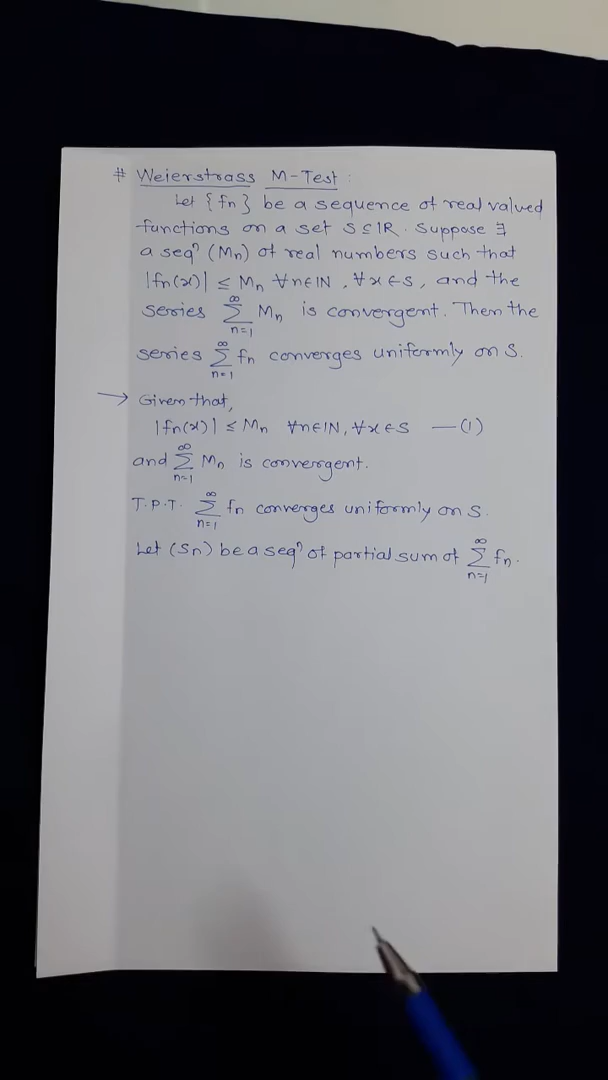 # Weierstrass M-Test :
Let {fn} be a sequence of real valued
functions on a set S ⊆ IR. Suppose ∃
a seqⁿ (Mn) of real numbers such that
|fn(x)| ≤ Mn ∀n∈IN, ∀x∈S, and the
series ∞∑n=1 Mn is convergent. Then the
series ∞∑n=1 fn converges uniformly on S.
→ Given that,
|fn(x)| ≤ Mn ∀n∈IN, ∀x∈S —(1)
and ∞∑n=1 Mn is convergent.
T.P.T. ∞∑n=1 fn converges uniformly on S.
Let (Sn) be a seqⁿ of partial sum of ∞∑n=1 fn.